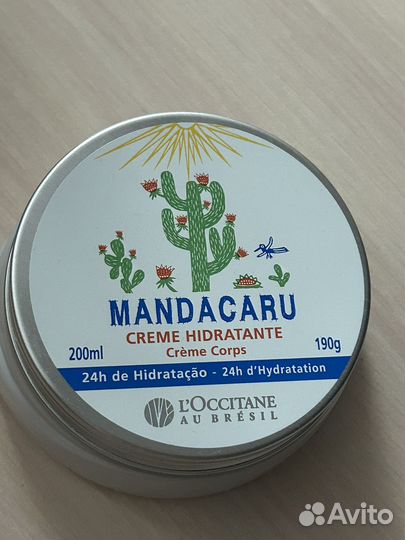 MANDACARU
CREME HIDRATANTE
200ml Crème Corps 190g
24h de Hidratação - 24h d'Hydratation
L'OCCITANE
AU BRÉSIL
Avito